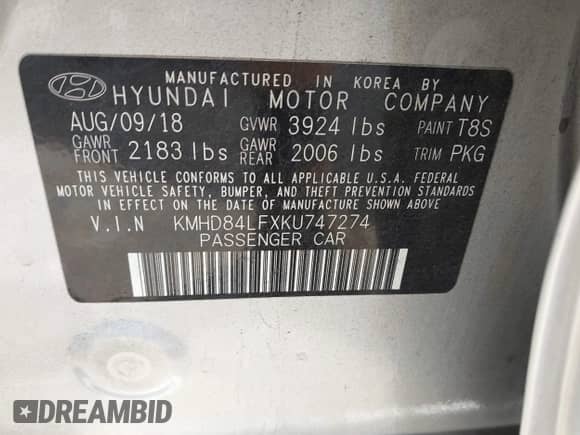 MANUFACTURED IN KOREA BY
HYUNDAI MOTOR COMPANY
AUG/09/18 GVWR 3924 lbs PAINT T8S
GAWR FRONT 2183 lbs GAWR REAR 2006 lbs TRIM PKG
THIS VEHICLE CONFORMS TO ALL APPLICABLE U.S.A. FEDERAL
MOTOR VEHICLE SAFETY, BUMPER, AND THEFT PREVENTION STANDARDS
IN EFFECT ON THE DATE OF MANUFACTURE SHOWN ABOVE.
V.I.N KMHD84LFXKU747274
PASSENGER CAR
DREAMBID